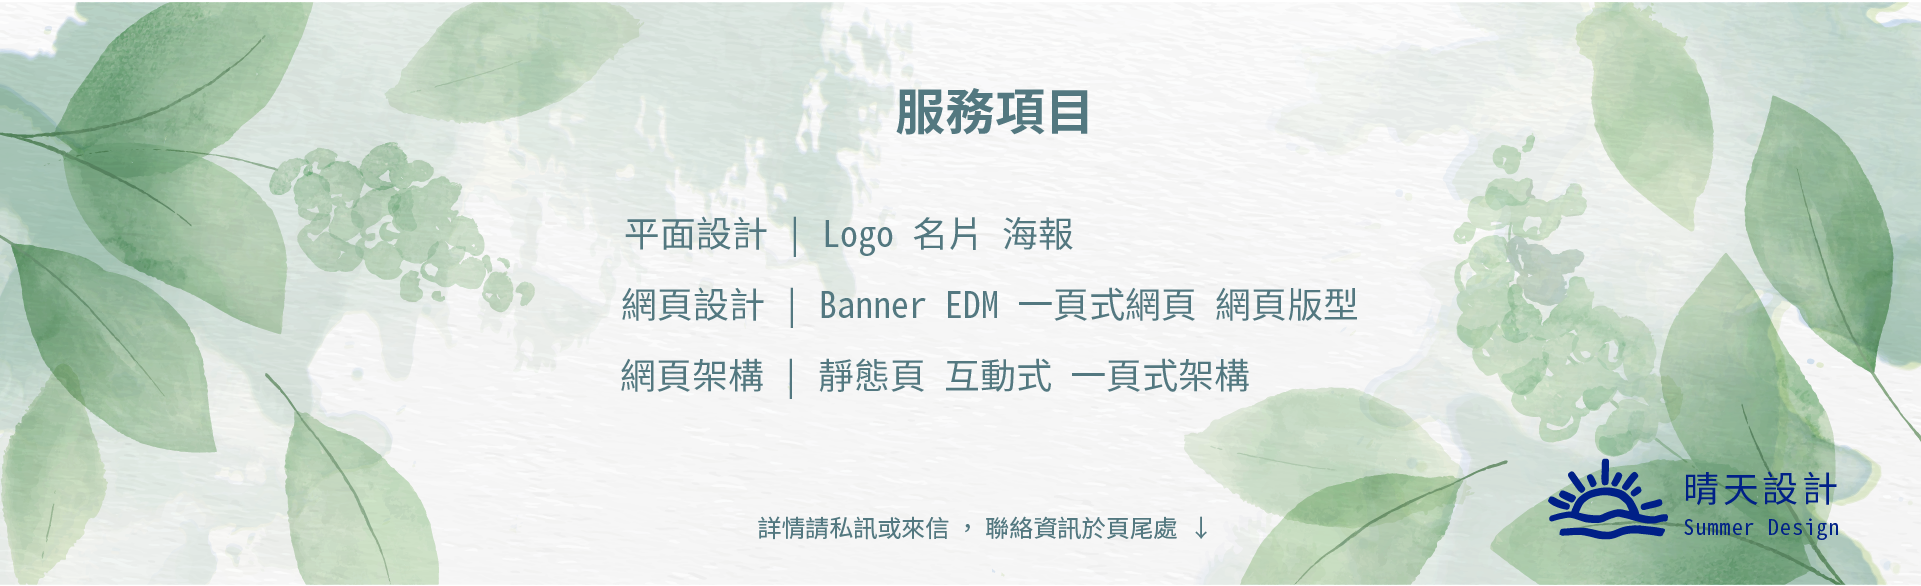 服務項目
平面設計 | Logo 名片 海報
網頁設計 | Banner EDM 一頁式網頁 網頁版型
網頁架構 | 靜態頁 互動式 一頁式架構
詳情請私訊或來信 , 聯絡資訊於頁尾處 ↓
晴天設計
Summer Design